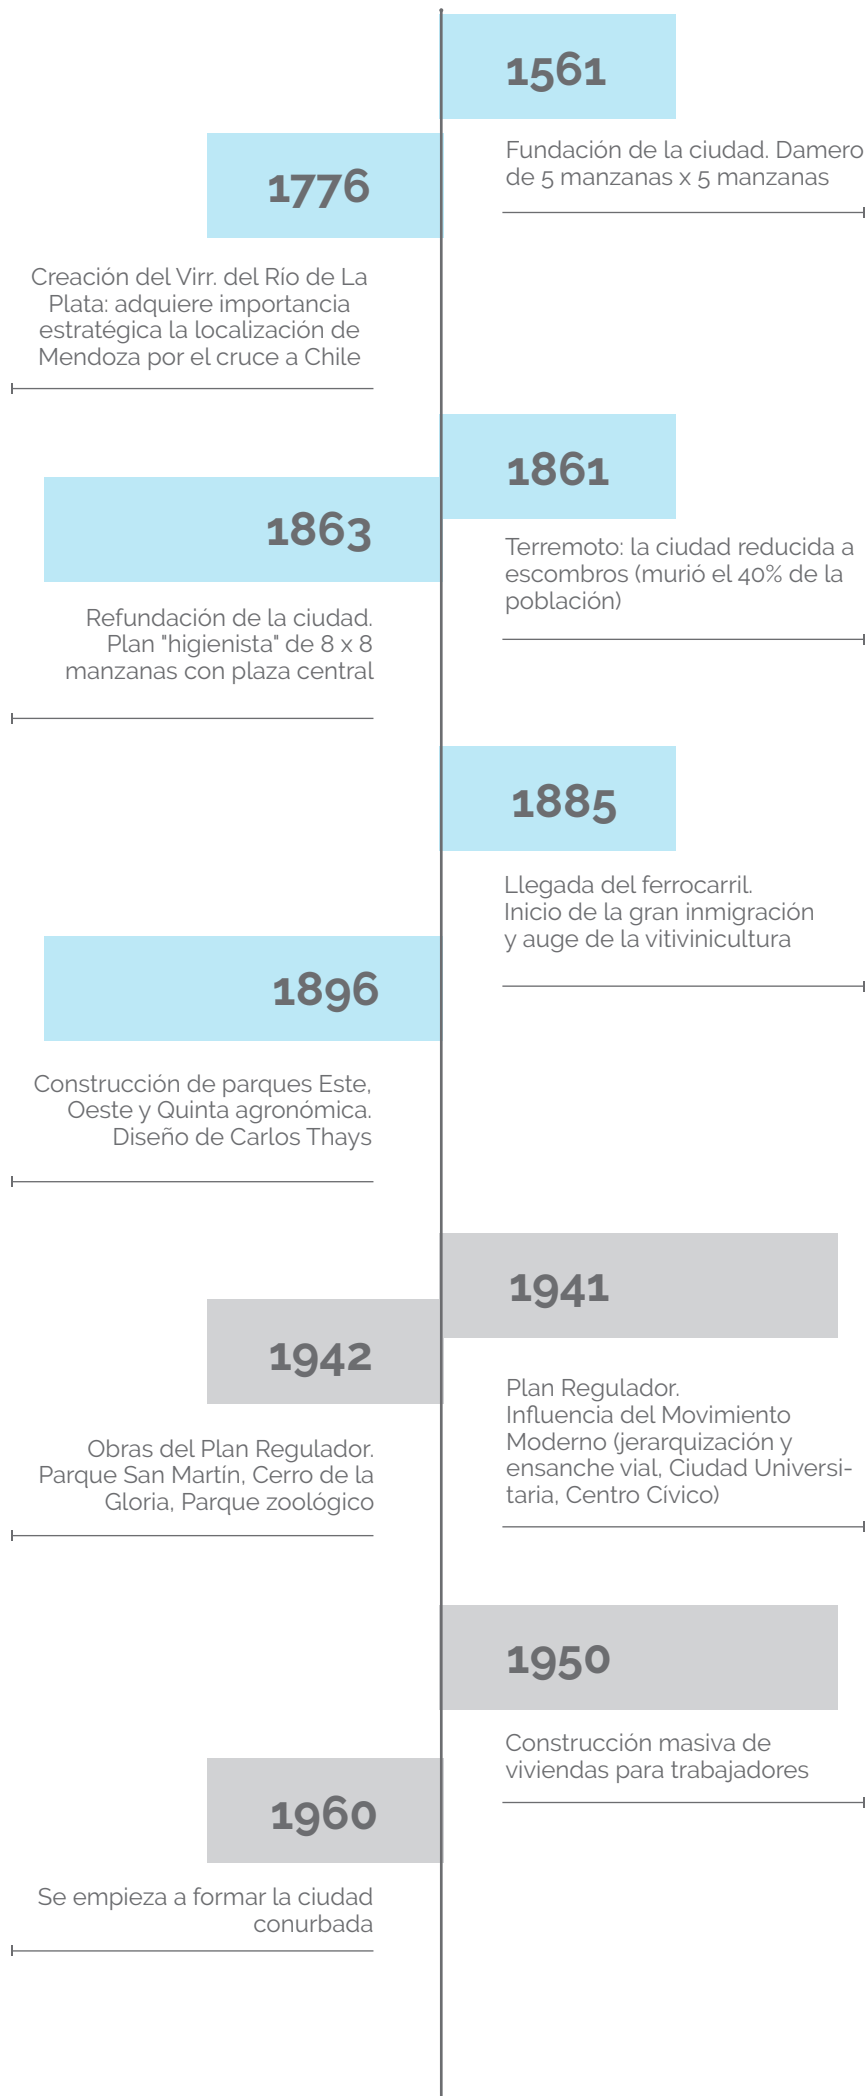 1561
Fundación de la ciudad. Damero
de 5 manzanas x 5 manzanas
1776
Creación del Virr. del Río de La
Plata: adquiere importancia
estratégica la localización de
Mendoza por el cruce a Chile
1861
Terremoto: la ciudad reducida a
escombros (murió el 40% de la
población)
1863
Refundación de la ciudad.
Plan "higienista" de 8 x 8
manzanas con plaza central
1885
Llegada del ferrocarril.
Inicio de la gran inmigración
y auge de la vitivinicultura
1896
Construcción de parques Este,
Oeste y Quinta agronómica.
Diseño de Carlos Thays
1941
Plan Regulador.
Influencia del Movimiento
Moderno (jerarquización y
ensanche vial, Ciudad Universi-
taria, Centro Cívico)
1942
Obras del Plan Regulador.
Parque San Martín, Cerro de la
Gloria, Parque zoológico
1950
Construcción masiva de
viviendas para trabajadores
1960
Se empieza a formar la ciudad
conurbada